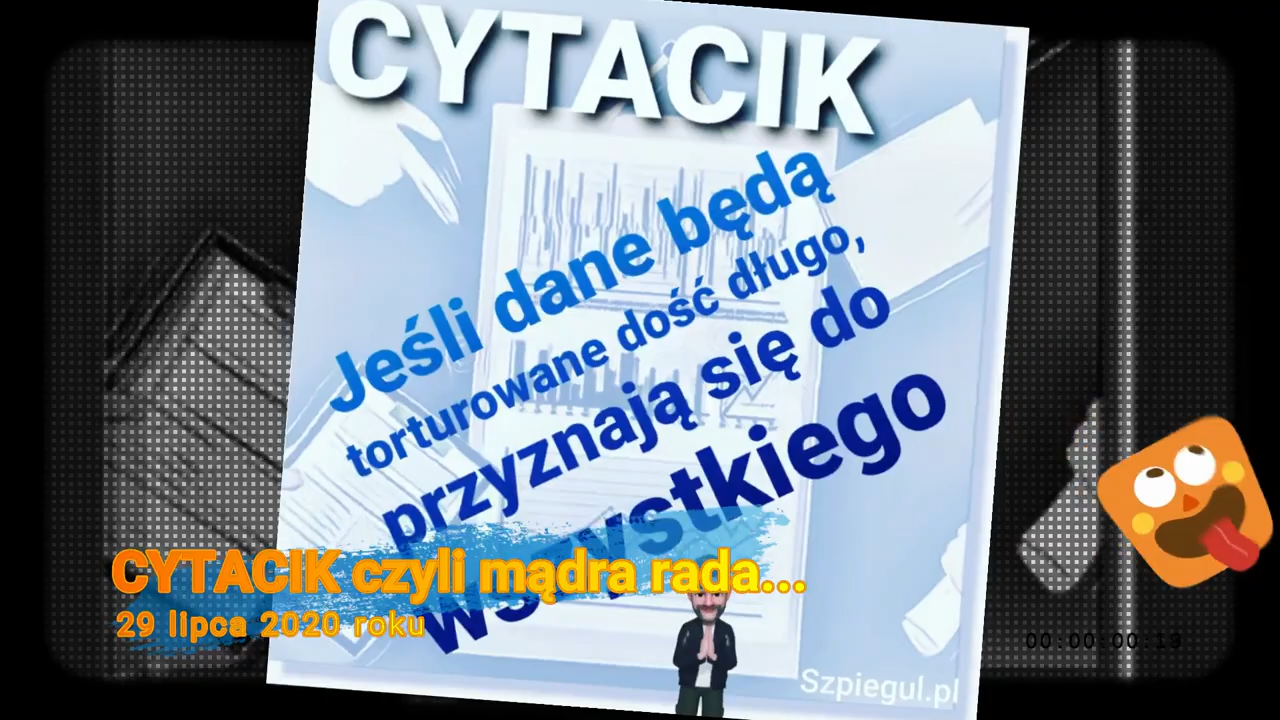 CYTACIK
Jeśli dane będą
torturowane dość długo,
przyznają się do
wszystkiego
CYTACIK czyli mądra rada...
29 lipca 2020 roku
00:00:00:19
Szpiegul.pl